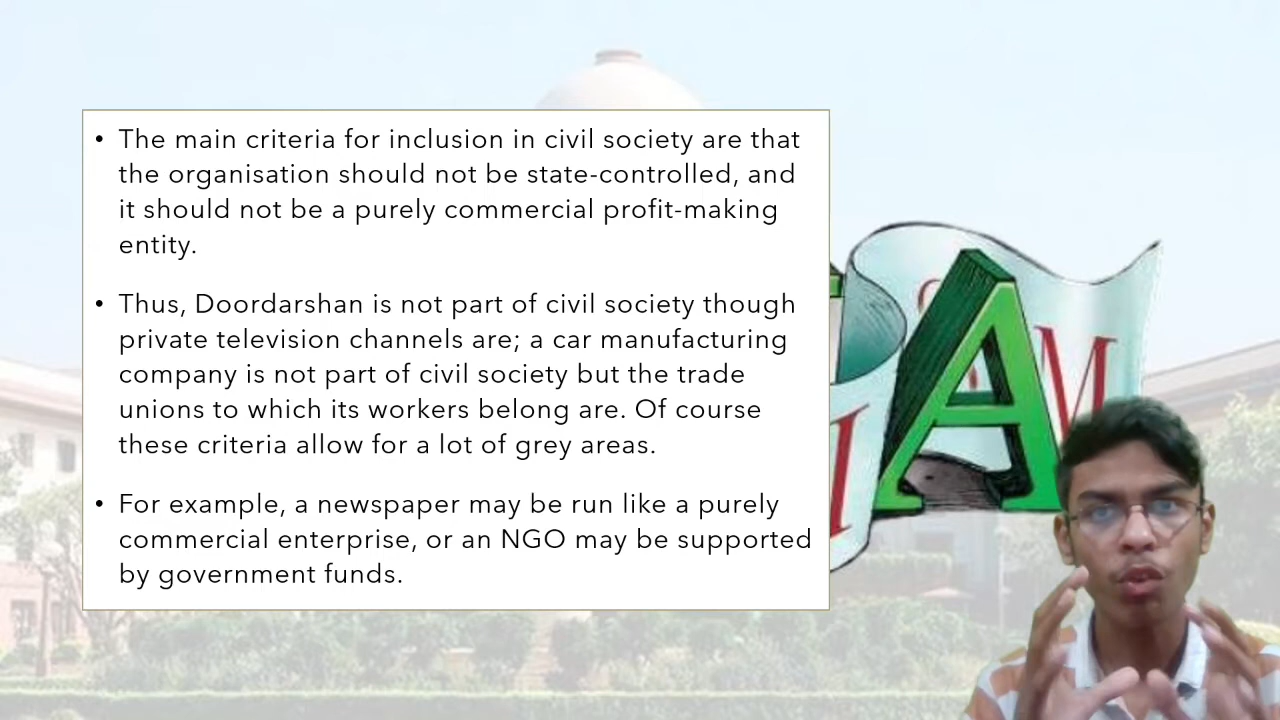 • The main criteria for inclusion in civil society are that
the organisation should not be state-controlled, and
it should not be a purely commercial profit-making
entity.
• Thus, Doordarshan is not part of civil society though
private television channels are; a car manufacturing
company is not part of civil society but the trade
unions to which its workers belong are. Of course
these criteria allow for a lot of grey areas.
• For example, a newspaper may be run like a purely
commercial enterprise, or an NGO may be supported
by government funds.
A
M